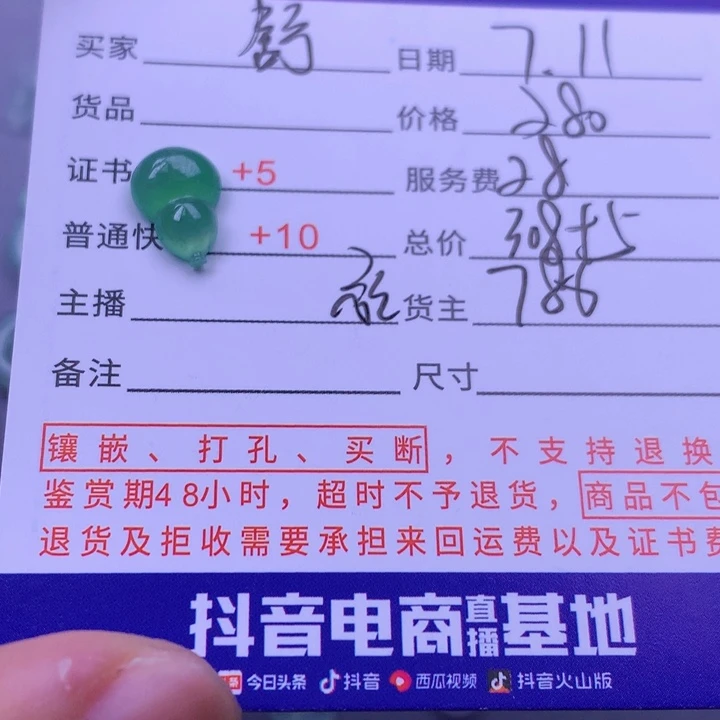 买家 日期 7.11
货品 价格 280
证书 +5 服务费 28
普通快 +10 总价 308+5
主播 货主 786
备注 尺寸
镶嵌、打孔、买断，不支持退换
鉴赏期48小时，超时不予退货，商品不包
退货及拒收需要承担来回运费以及证书费
抖音电商直播基地
今日头条 抖音 西瓜视频 抖音火山版